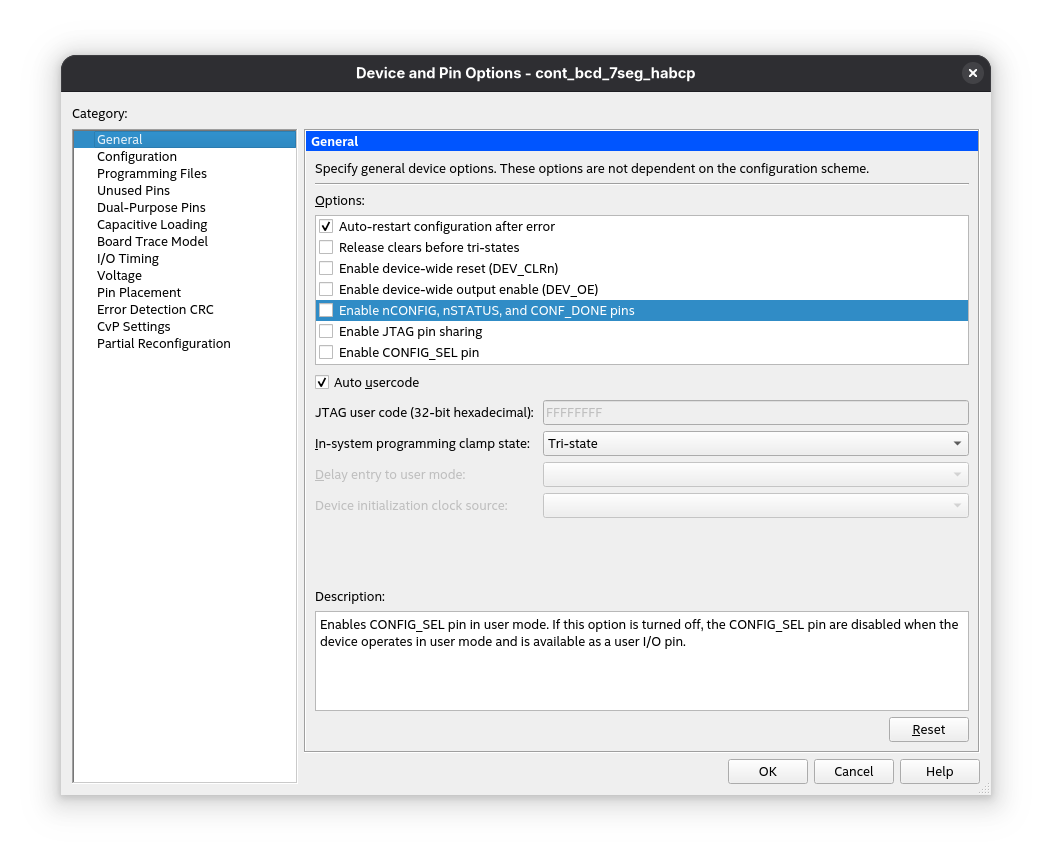 Device and Pin Options - cont_bcd_7seg_habcp
Category:
General
Configuration
Programming Files
Unused Pins
Dual-Purpose Pins
Capacitive Loading
Board Trace Model
I/O Timing
Voltage
Pin Placement
Error Detection CRC
CvP Settings
Partial Reconfiguration
General
Specify general device options. These options are not dependent on the configuration scheme.
Options:
Auto-restart configuration after error
Release clears before tri-states
Enable device-wide reset (DEV_CLRn)
Enable device-wide output enable (DEV_OE)
Enable nCONFIG, nSTATUS, and CONF_DONE pins
Enable JTAG pin sharing
Enable CONFIG_SEL pin
Auto usercode
JTAG user code (32-bit hexadecimal): FFFFFFFF
In-system programming clamp state: Tri-state
Delay entry to user mode:
Device initialization clock source:
Description:
Enables CONFIG_SEL pin in user mode. If this option is turned off, the CONFIG_SEL pin are disabled when the
device operates in user mode and is available as a user I/O pin.
Reset
OK Cancel Help